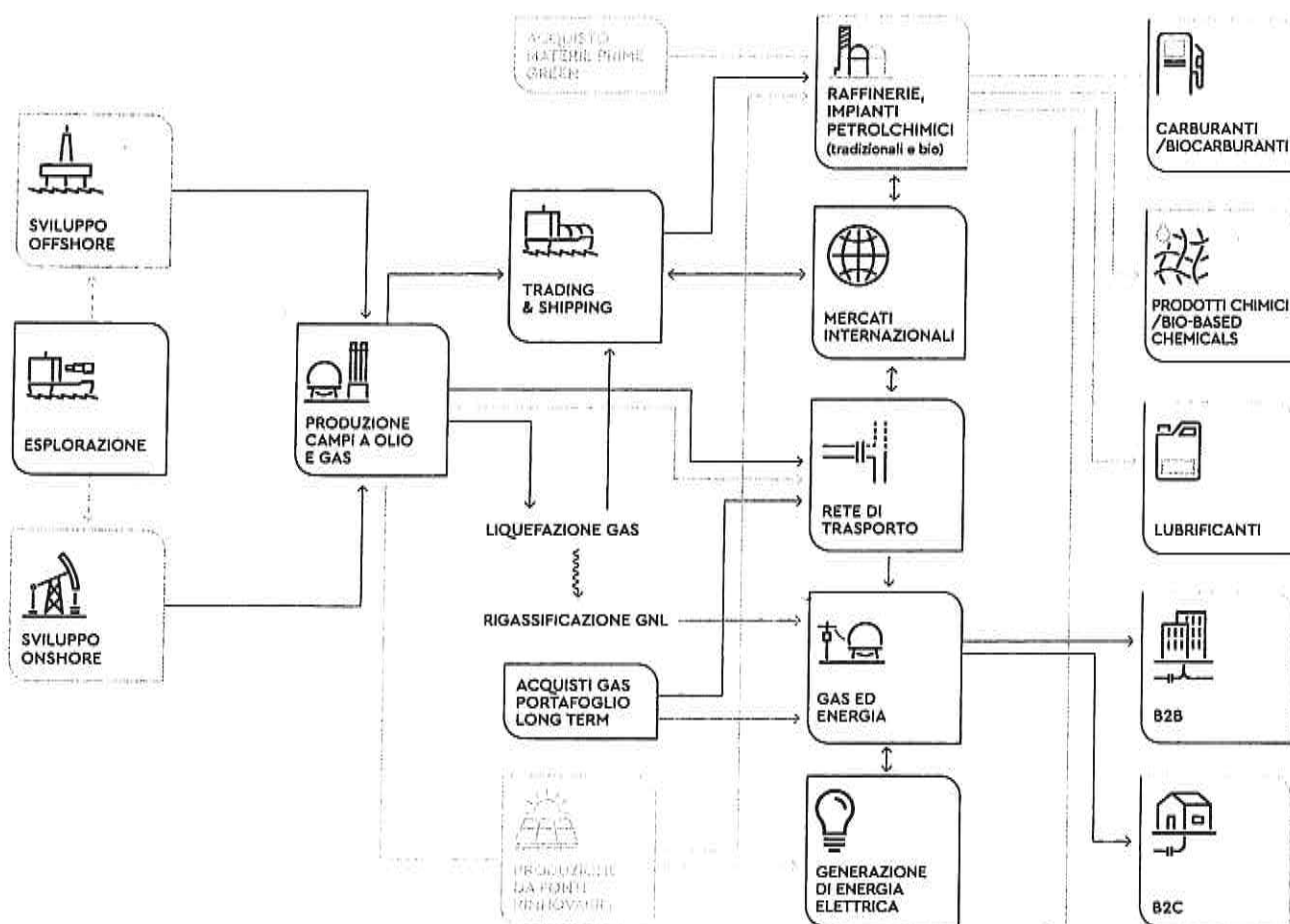 ACQUISTO
MATERIE PRIME
GREEN
RAFFINERIE,
IMPIANTI
PETROLCHIMICI
(tradizionali e bio)
CARBURANTI
/BIOCARBURANTI
SVILUPPO
OFFSHORE
TRADING
& SHIPPING
MERCATI
INTERNAZIONALI
PRODOTTI CHIMICI
/BIO-BASED
CHEMICALS
ESPLORAZIONE
PRODUZIONE
CAMPI A OLIO
E GAS
RETE DI
TRASPORTO
LUBRIFICANTI
LIQUEFAZIONE GAS
RIGASSIFICAZIONE GNL
SVILUPPO
ONSHORE
ACQUISTI GAS
PORTAFOGLIO
LONG TERM
GAS ED
ENERGIA
B2B
PRODUZIONE
DA FONTI
RINNOVABILI
GENERAZIONE
DI ENERGIA
ELETTRICA
B2C